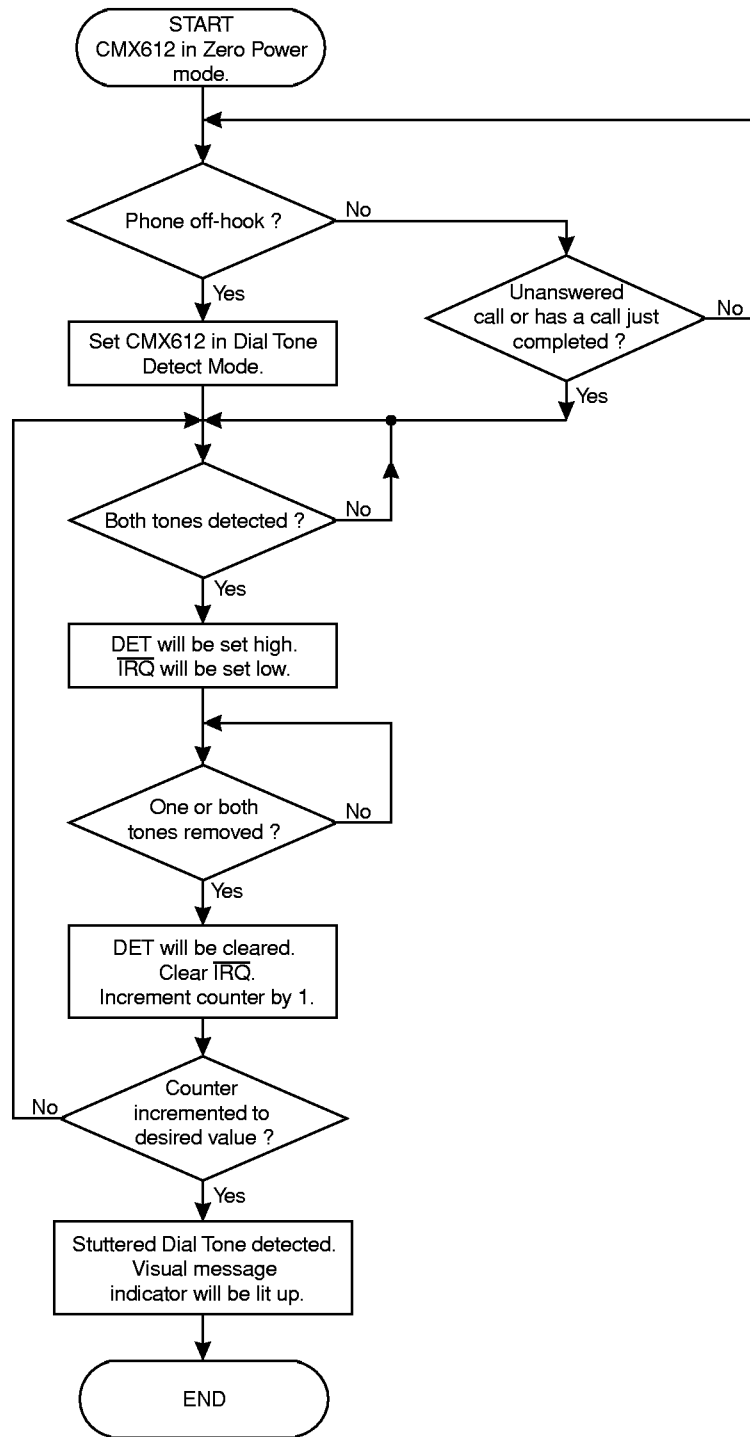 START
CMX612 in Zero Power
mode.
Phone off-hook ?
No
Yes
Unanswered
call or has a call just
completed ?
No
Yes
Set CMX612 in Dial Tone
Detect Mode.
Both tones detected ?
No
Yes
DET will be set high.
I̅R̅Q̅ will be set low.
One or both
tones removed ?
No
Yes
DET will be cleared.
Clear I̅R̅Q̅.
Increment counter by 1.
Counter
incremented to
desired value ?
No
Yes
Stuttered Dial Tone detected.
Visual message
indicator will be lit up.
END